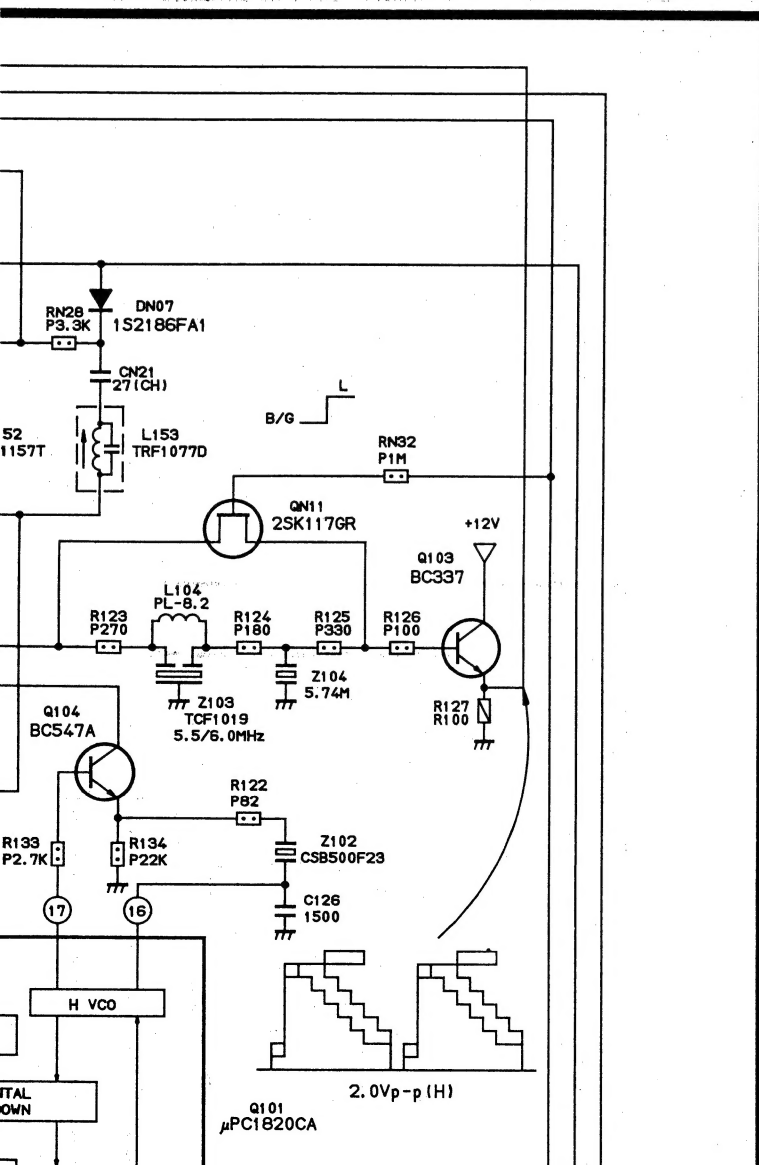 RN28
P3.3K
DN07
1S2186FA1
CN21
27(CH)
52
1157T
L153
TRF1077D
L
B/G
RN32
P1M
QN11
2SK117GR
+12V
Q103
BC337
L104
PL-8.2
R123
P270
R124
P180
R125
P330
R126
P100
Z103
TCF1019
5.5/6.0MHz
Z104
5.74M
R127
R100
Q104
BC547A
R122
P82
R133
P2.7K
R134
P22K
Z102
CSB500F23
C126
1500
17
16
H VCO
ITAL
OWN
2.0Vp-p(H)
Q101
µPC1820CA